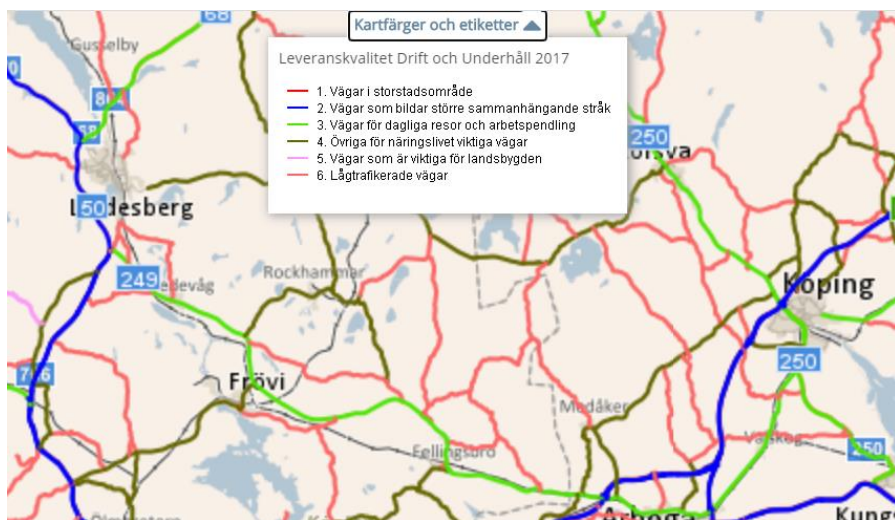 Kartfärger och etiketter
Leveranskvalitet Drift och Underhåll 2017
1. Vägar i storstadsområde
2. Vägar som bildar större sammanhängande stråk
3. Vägar för dagliga resor och arbetspendling
4. Övriga för näringslivet viktiga vägar
5. Vägar som är viktiga för landsbygden
6. Lågtrafikerade vägar
68
Gusselby
68
250
50
249
Rockhammar
Köping
250
Frövi
Medåker
Fellingsbro
250
Arboga